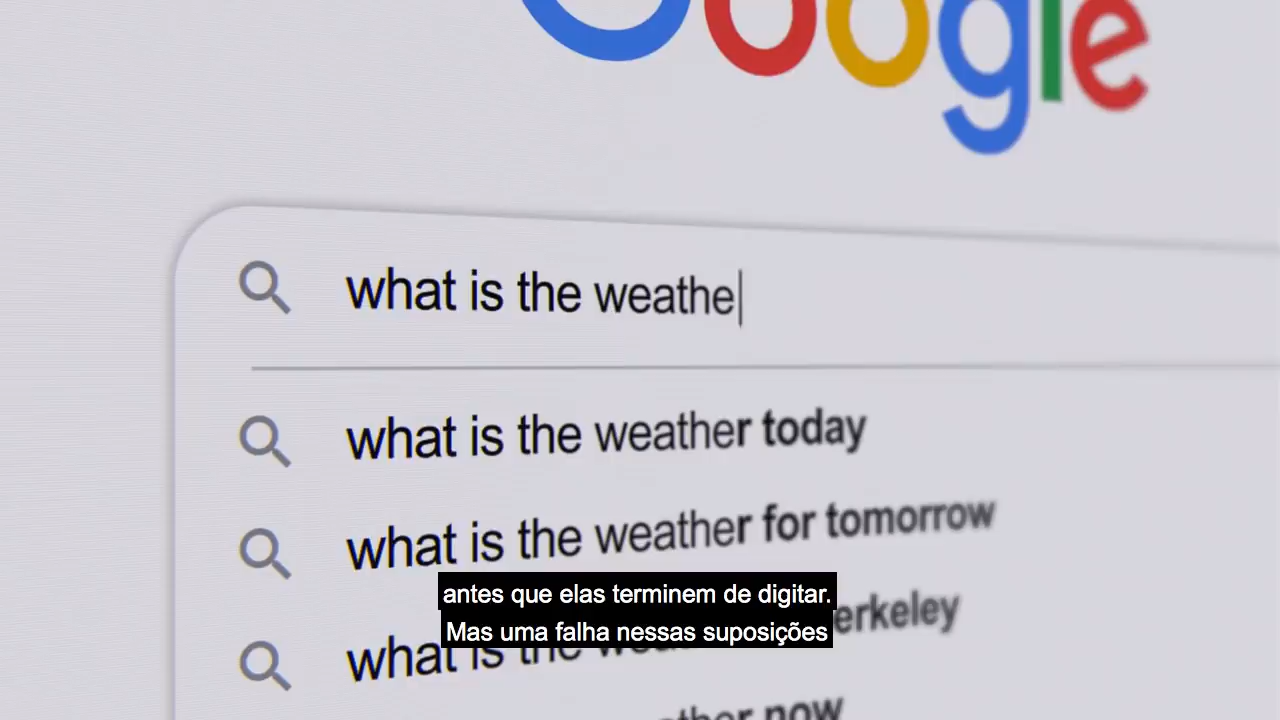 Google
what is the weathe
what is the weather today
what is the weather for tomorrow
antes que elas terminem de digitar.
Mas uma falha nessas suposições
what is the erkeley
now